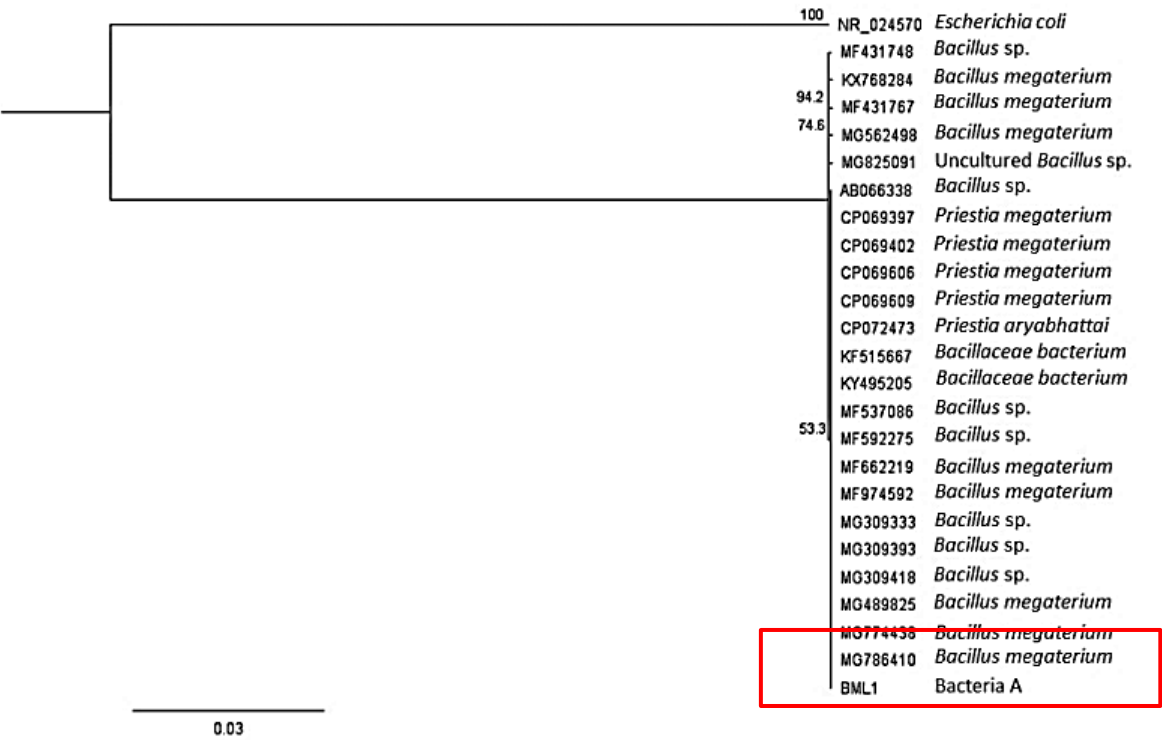 100 NR_024570 Escherichia coli
MF431748 Bacillus sp.
KX768284 Bacillus megaterium
94.2 MF431767 Bacillus megaterium
74.6 MG562498 Bacillus megaterium
MG825091 Uncultured Bacillus sp.
AB066338 Bacillus sp.
CP069397 Priestia megaterium
CP069402 Priestia megaterium
CP069606 Priestia megaterium
CP069609 Priestia megaterium
CP072473 Priestia aryabhattai
KF515667 Bacillaceae bacterium
KY495205 Bacillaceae bacterium
MF537086 Bacillus sp.
53.3 MF592275 Bacillus sp.
MF662219 Bacillus megaterium
MF974592 Bacillus megaterium
MG309333 Bacillus sp.
MG309393 Bacillus sp.
MG309418 Bacillus sp.
MG489825 Bacillus megaterium
MG774438 Bacillus megaterium
MG786410 Bacillus megaterium
BML1 Bacteria A
0.03